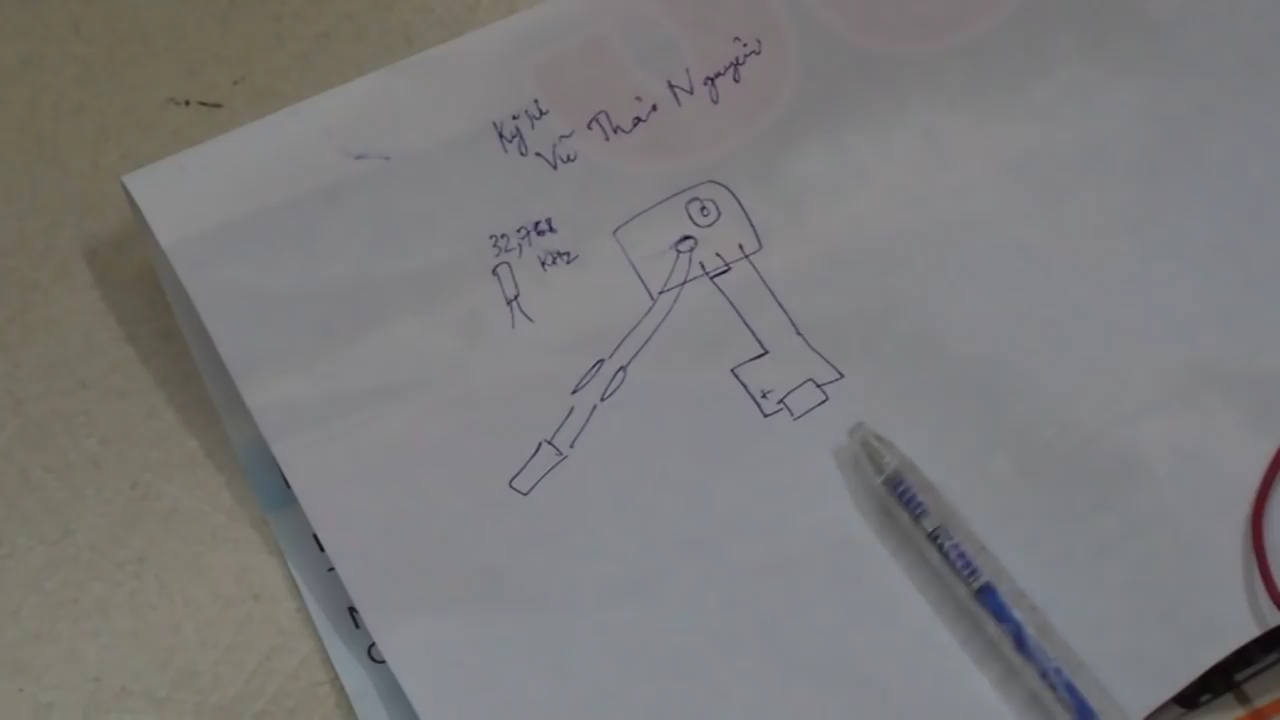 Kỹ sư
Vũ Thảo Nguyên
32,768
KHz
+